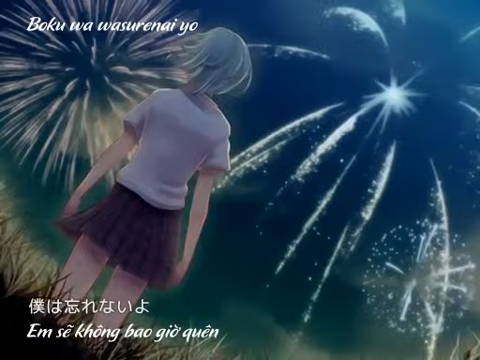 Boku wa wasurenai yo
僕は忘れないよ
Em sẽ không bao giờ quên